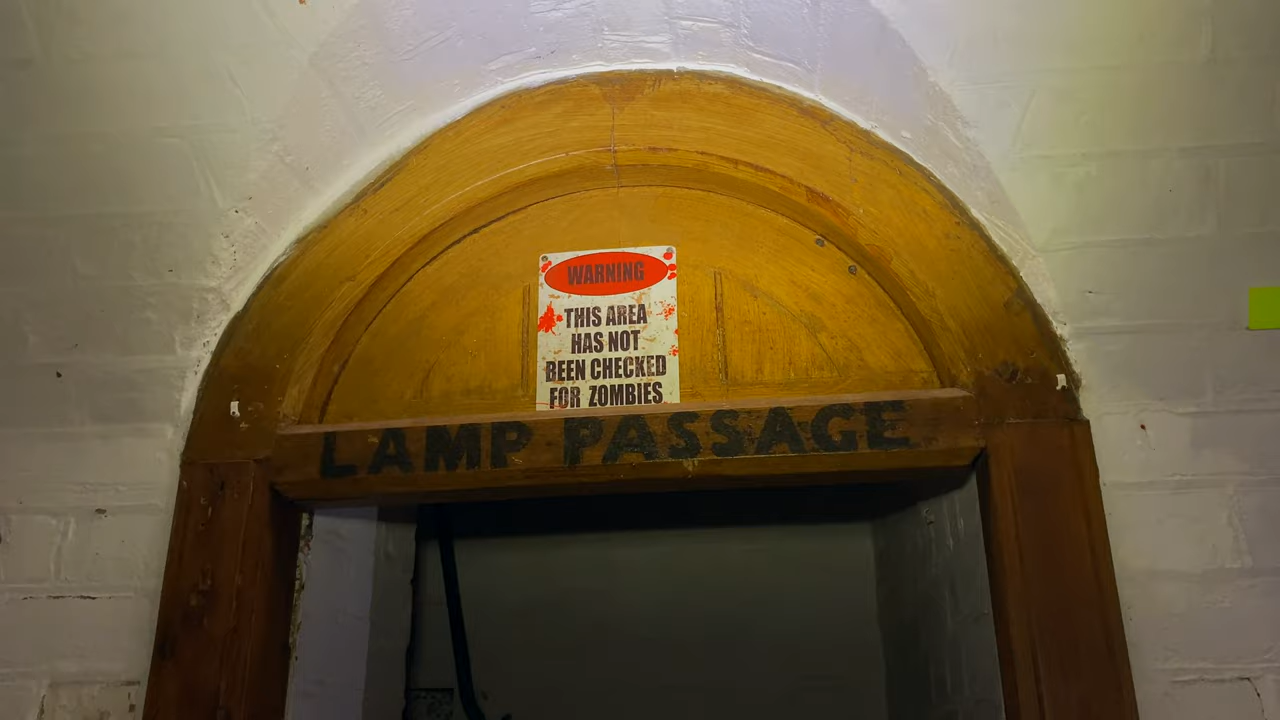 WARNING
THIS AREA
HAS NOT
BEEN CHECKED
FOR ZOMBIES
LAMP PASSAGE